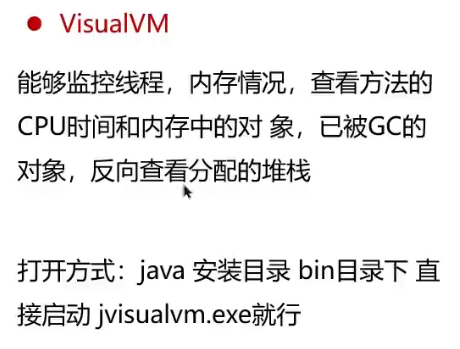 ● VisualVM
能够监控线程，内存情况，查看方法的
CPU时间和内存中的对 象，已被GC的
对象，反向查看分配的堆栈
打开方式：java 安装目录 bin目录下 直
接启动 jvisualvm.exe就行